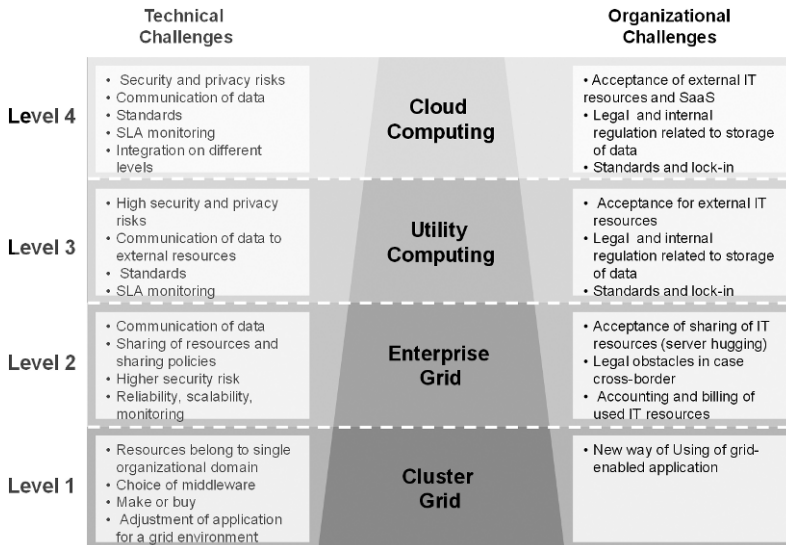 Technical
Challenges
Organizational
Challenges
Level 4
• Security and privacy risks
• Communication of data
• Standards
• SLA monitoring
• Integration on different
levels
Cloud
Computing
• Acceptance of external IT
resources and SaaS
• Legal and internal
regulation related to storage
of data
• Standards and lock-in
Level 3
• High security and privacy
risks
• Communication of data to
external resources
• Standards
• SLA monitoring
Utility
Computing
• Acceptance for external IT
resources
• Legal and internal
regulation related to storage
of data
• Standards and lock-in
Level 2
• Communication of data
• Sharing of resources and
sharing policies
• Higher security risk
• Reliability, scalability,
monitoring
Enterprise
Grid
• Acceptance of sharing of IT
resources (server hugging)
• Legal obstacles in case
cross-border
• Accounting and billing of
used IT resources
Level 1
• Resources belong to single
organizational domain
• Choice of middleware
• Make or buy
• Adjustment of application
for a grid environment
Cluster
Grid
• New way of Using of grid-
enabled application